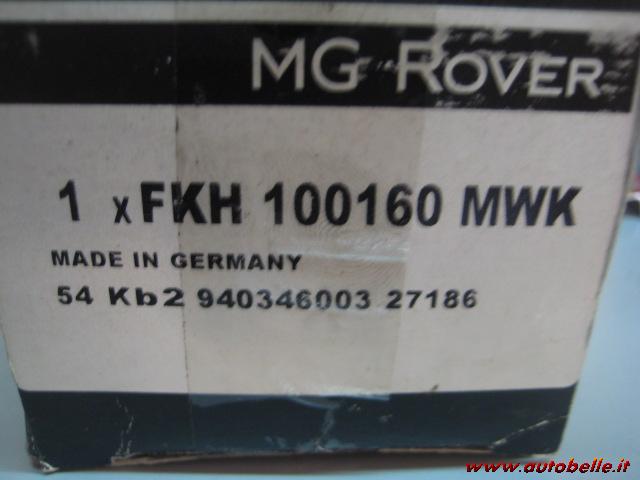 MG ROVER
1 x FKH 100160 MWK
MADE IN GERMANY
54 Kb2 940346003 27186
www.autobelle.it